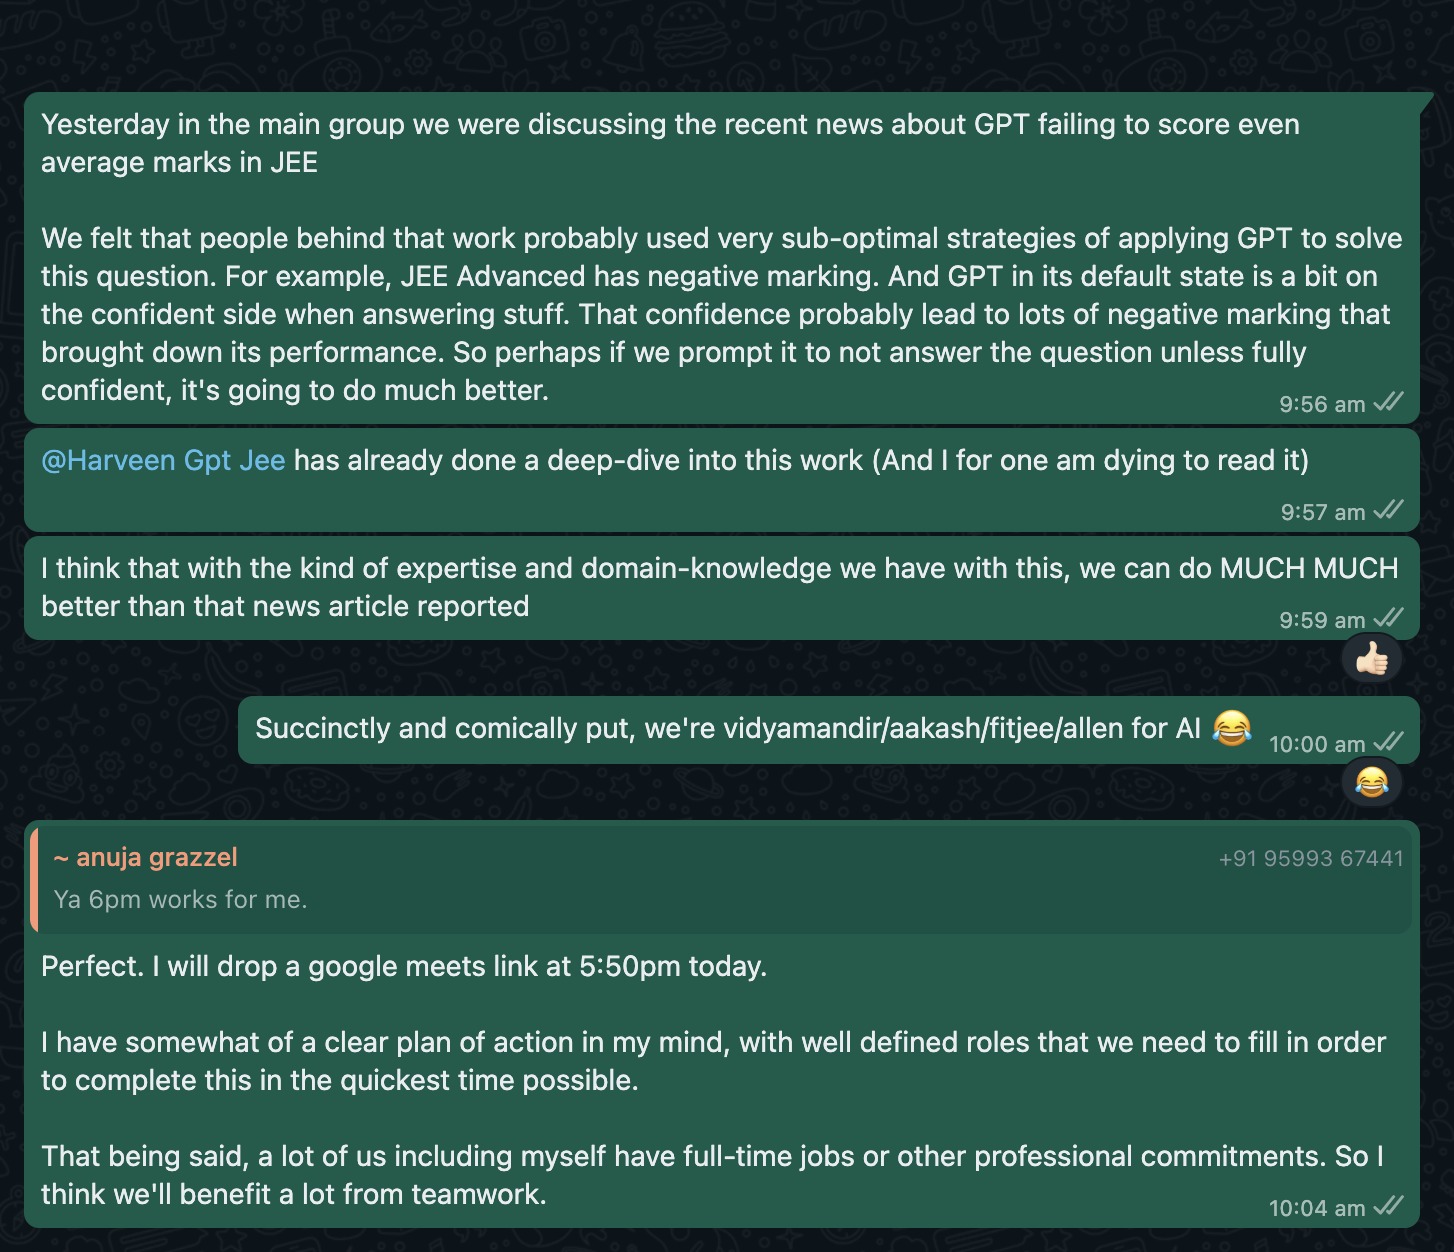 Yesterday in the main group we were discussing the recent news about GPT failing to score even
average marks in JEE
We felt that people behind that work probably used very sub-optimal strategies of applying GPT to solve
this question. For example, JEE Advanced has negative marking. And GPT in its default state is a bit on
the confident side when answering stuff. That confidence probably lead to lots of negative marking that
brought down its performance. So perhaps if we prompt it to not answer the question unless fully
confident, it's going to do much better.
9:56 am
@Harveen Gpt Jee has already done a deep-dive into this work (And I for one am dying to read it)
9:57 am
I think that with the kind of expertise and domain-knowledge we have with this, we can do MUCH MUCH
better than that news article reported
9:59 am
👍🏻
Succinctly and comically put, we're vidyamandir/aakash/fitjee/allen for AI 😂 10:00 am
😂
~ anuja grazzel +91 95993 67441
Ya 6pm works for me.
Perfect. I will drop a google meets link at 5:50pm today.
I have somewhat of a clear plan of action in my mind, with well defined roles that we need to fill in order
to complete this in the quickest time possible.
That being said, a lot of us including myself have full-time jobs or other professional commitments. So I
think we'll benefit a lot from teamwork.
10:04 am